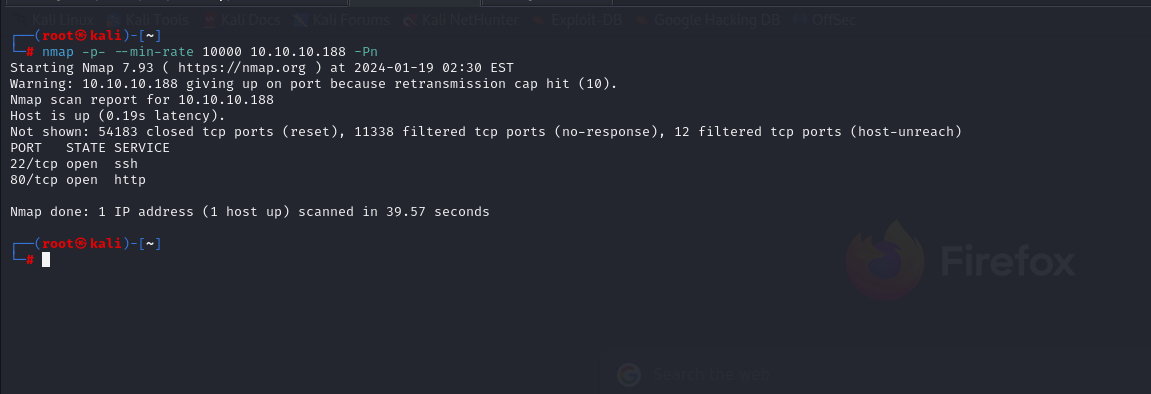 Kali Linux Kali Tools Kali Docs Kali Forums Kali NetHunter Exploit-DB Google Hacking DB OffSec
┌──(root㉿kali)-[~]
└─# nmap -p- --min-rate 10000 10.10.10.188 -Pn
Starting Nmap 7.93 ( https://nmap.org ) at 2024-01-19 02:30 EST
Warning: 10.10.10.188 giving up on port because retransmission cap hit (10).
Nmap scan report for 10.10.10.188
Host is up (0.19s latency).
Not shown: 54183 closed tcp ports (reset), 11338 filtered tcp ports (no-response), 12 filtered tcp ports (host-unreach)
PORT   STATE SERVICE
22/tcp open  ssh
80/tcp open  http
Nmap done: 1 IP address (1 host up) scanned in 39.57 seconds
┌──(root㉿kali)-[~]
└─#
Firefox
Search the web